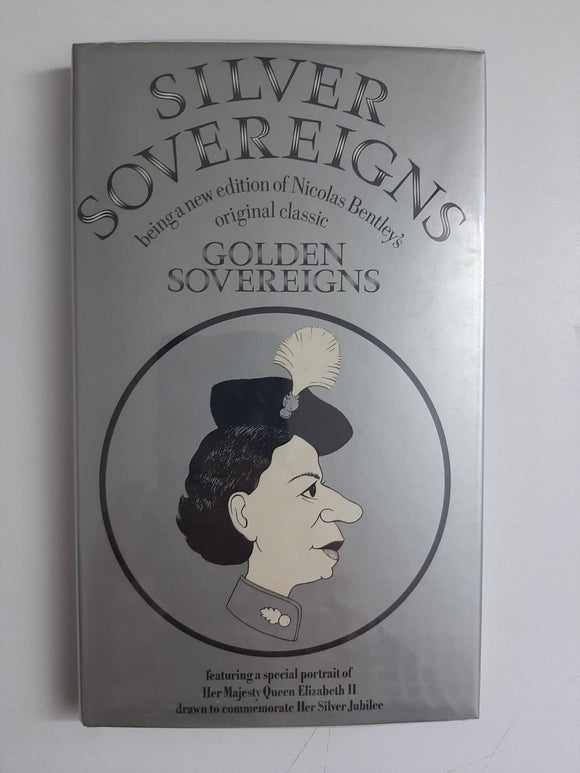 SILVER
SOVEREIGNS
being a new edition of Nicolas Bentley's
original classic
GOLDEN
SOVEREIGNS
featuring a special portrait of
Her Majesty Queen Elizabeth II
drawn to commemorate Her Silver Jubilee